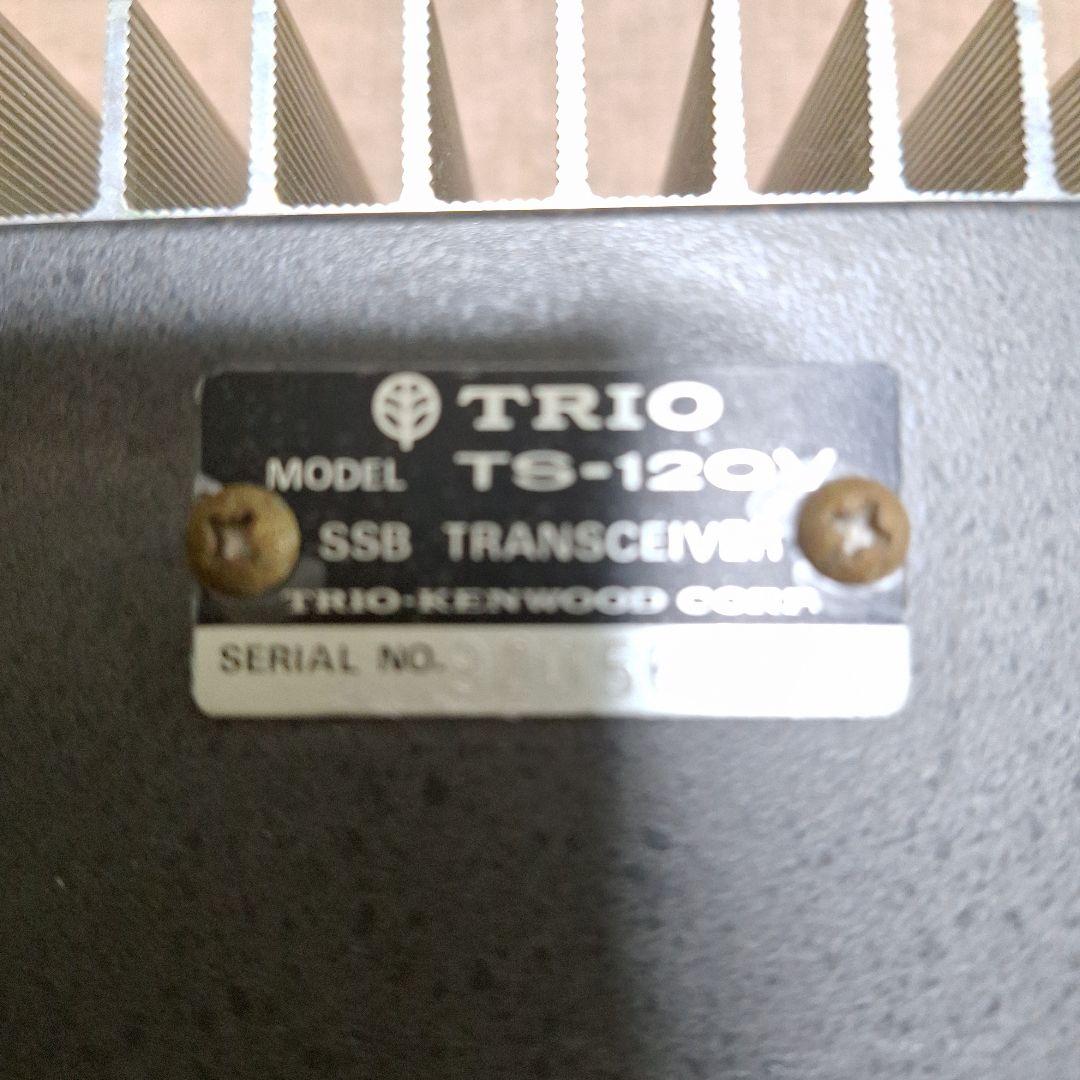 TRIO
MODEL TS-120V
SSB TRANSCEIVER
TRIO-KENWOOD CORP.
SERIAL NO.